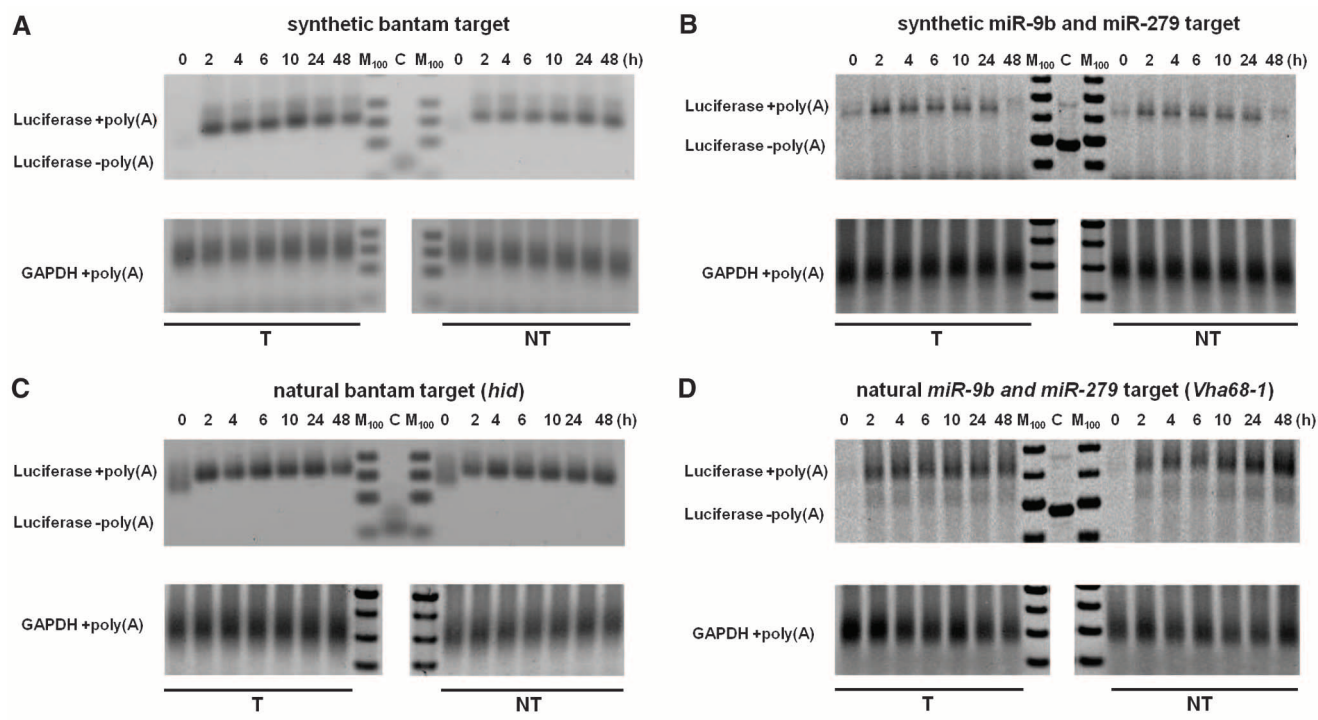 A
synthetic bantam target
0 2 4 6 10 24 48 M100 C M100 0 2 4 6 10 24 48 (h)
Luciferase +poly(A)
Luciferase -poly(A)
GAPDH +poly(A)
T NT
B
synthetic miR-9b and miR-279 target
0 2 4 6 10 24 48 M100 C M100 0 2 4 6 10 24 48 (h)
Luciferase +poly(A)
Luciferase -poly(A)
GAPDH +poly(A)
T NT
C
natural bantam target (hid)
0 2 4 6 10 24 48 M100 C M100 0 2 4 6 10 24 48 (h)
Luciferase +poly(A)
Luciferase -poly(A)
GAPDH +poly(A)
T NT
D
natural miR-9b and miR-279 target (Vha68-1)
0 2 4 6 10 24 48 M100 C M100 0 2 4 6 10 24 48 (h)
Luciferase +poly(A)
Luciferase -poly(A)
GAPDH +poly(A)
T NT